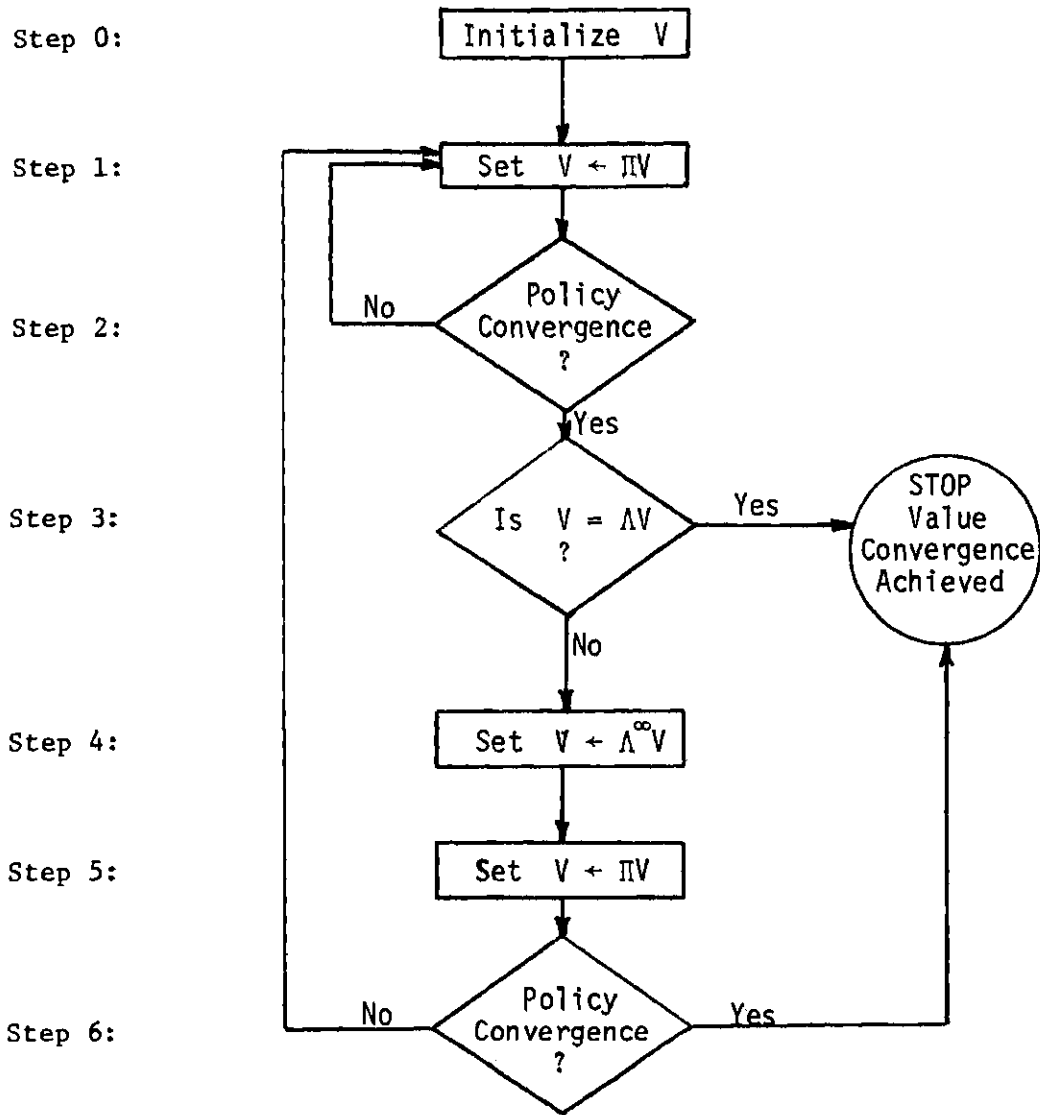 Step 0:
Initialize V
Step 1:
Set V ← ΠV
Step 2:
No
Policy
Convergence
?
Yes
Step 3:
Is V = ΛV
?
Yes
STOP
Value
Convergence
Achieved
No
Step 4:
Set V ← Λ∞V
Step 5:
Set V ← ΠV
Step 6:
No
Policy
Convergence
?
Yes